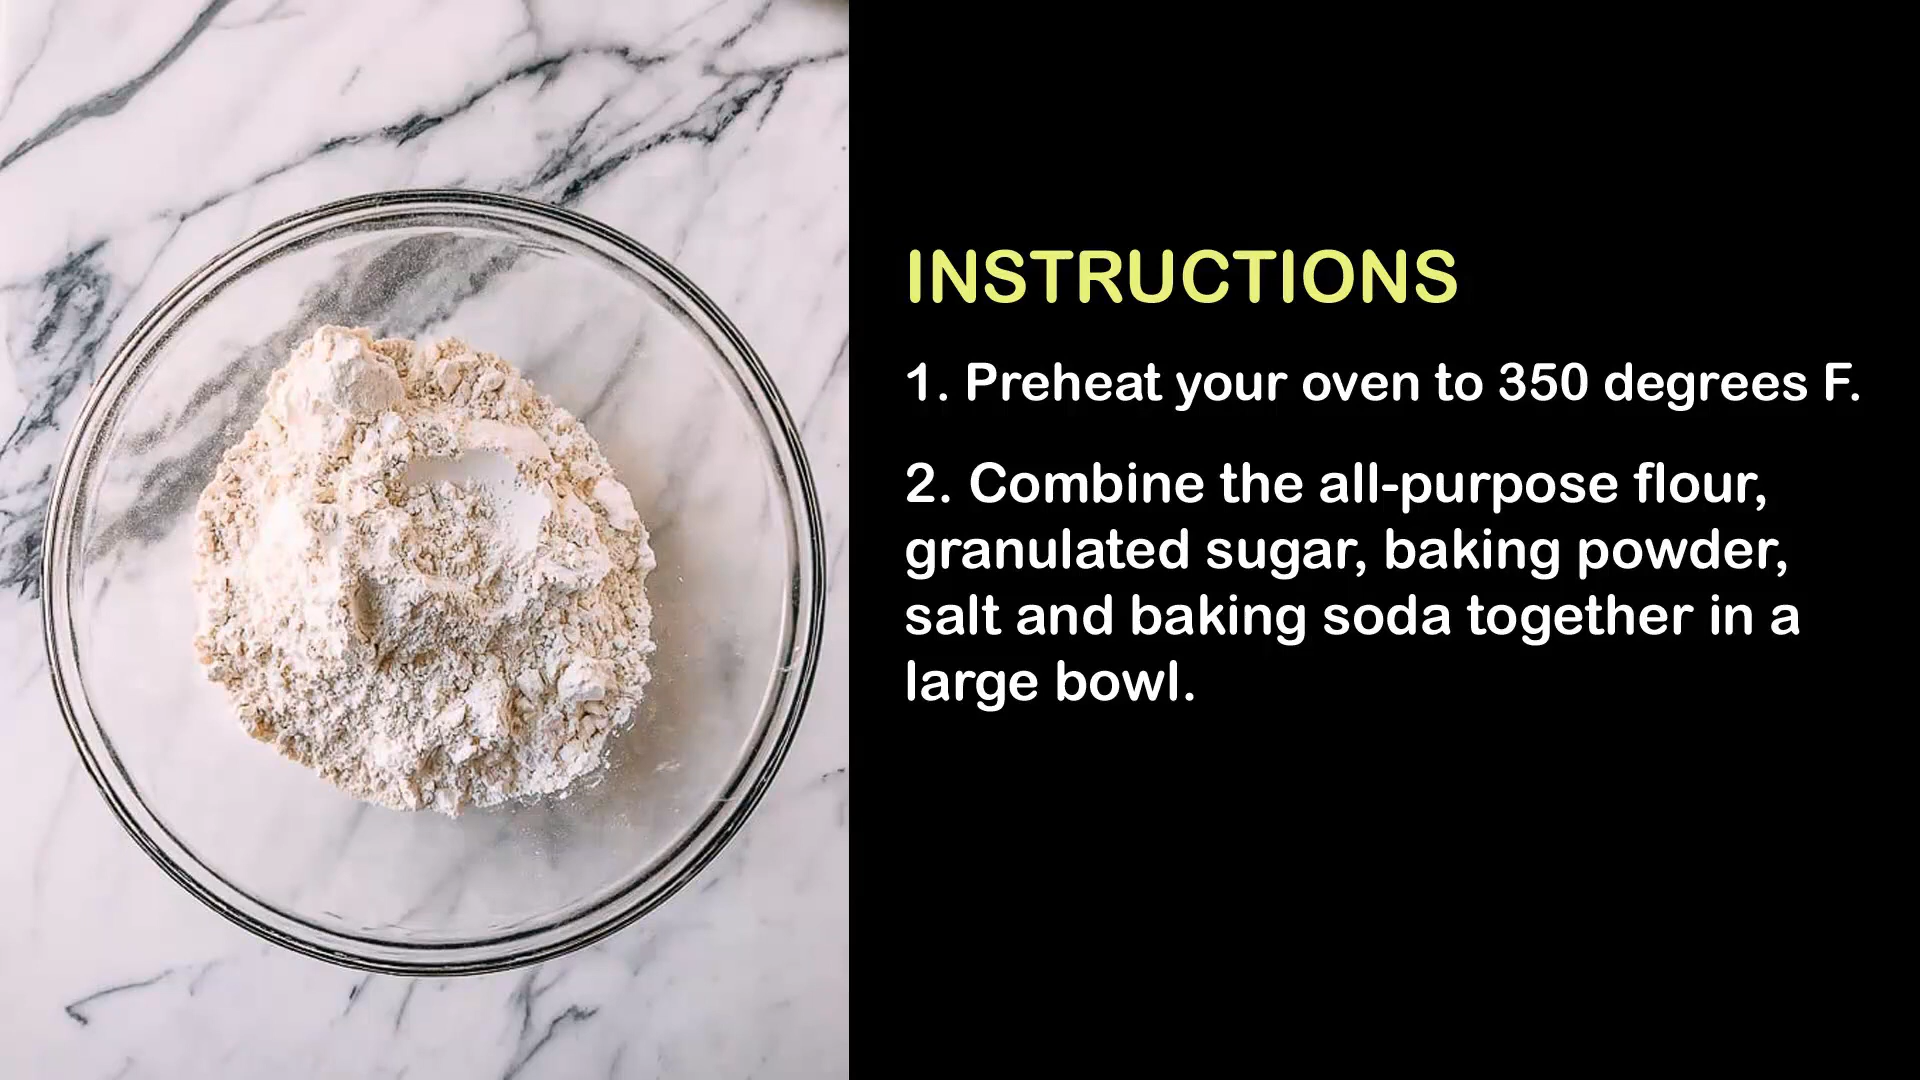 INSTRUCTIONS
1. Preheat your oven to 350 degrees F.
2. Combine the all-purpose flour,
granulated sugar, baking powder,
salt and baking soda together in a
large bowl.